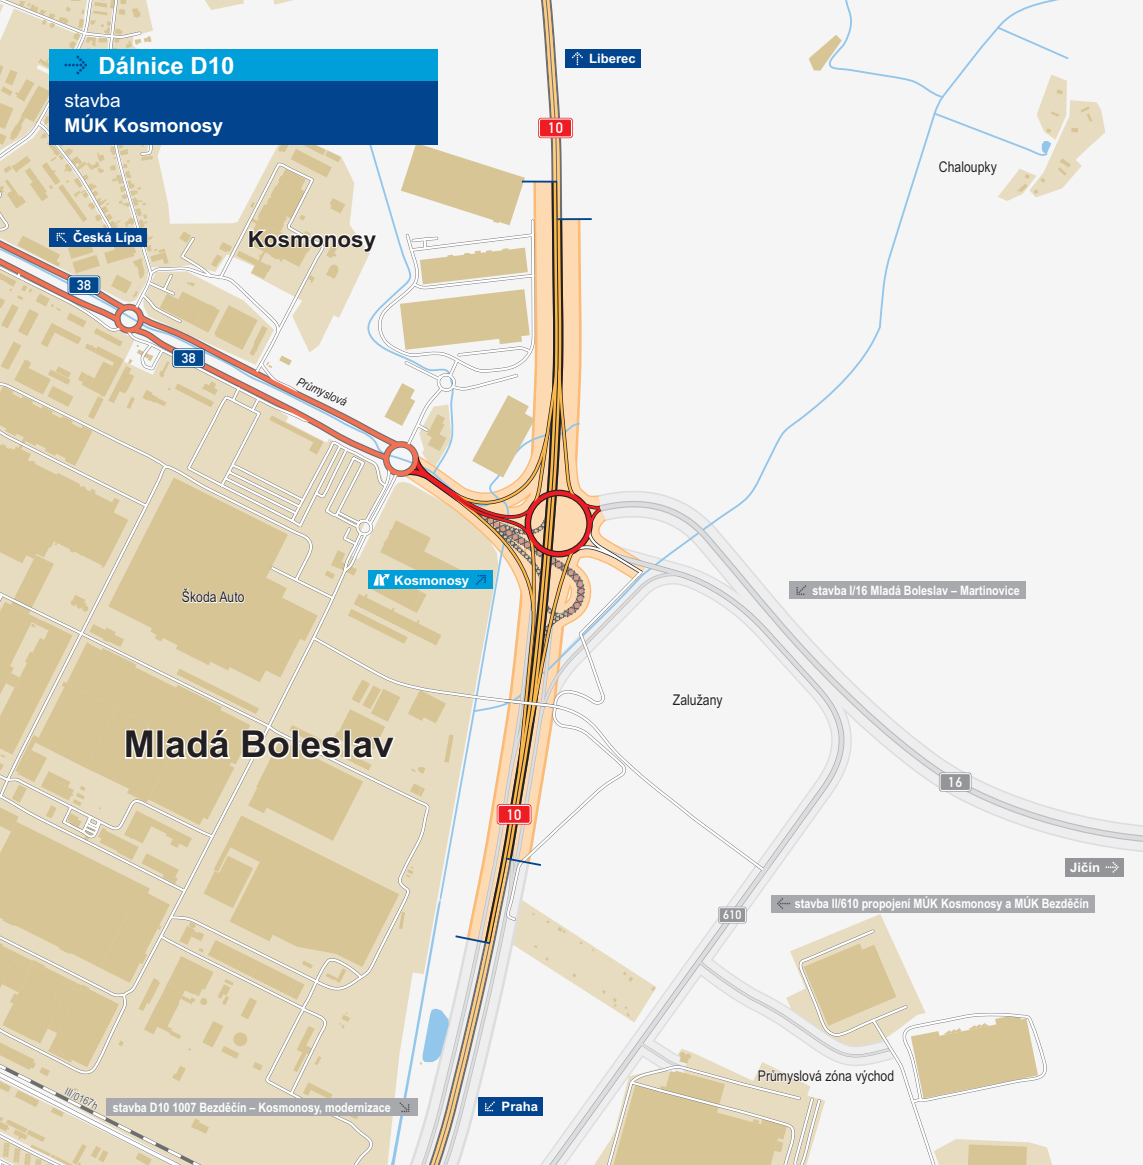 Dálnice D10
stavba
MÚK Kosmonosy
Liberec
10
Chaloupky
Česká Lípa
Kosmonosy
38
38
Průmyslová
Kosmonosy
stavba I/16 Mladá Boleslav – Martinovice
Škoda Auto
Zalužany
Mladá Boleslav
16
10
Jičín
stavba II/610 propojení MÚK Kosmonosy a MÚK Bezděčín
610
Průmyslová zóna východ
III/0167h
stavba D10 1007 Bezděčín – Kosmonosy, modernizace
Praha